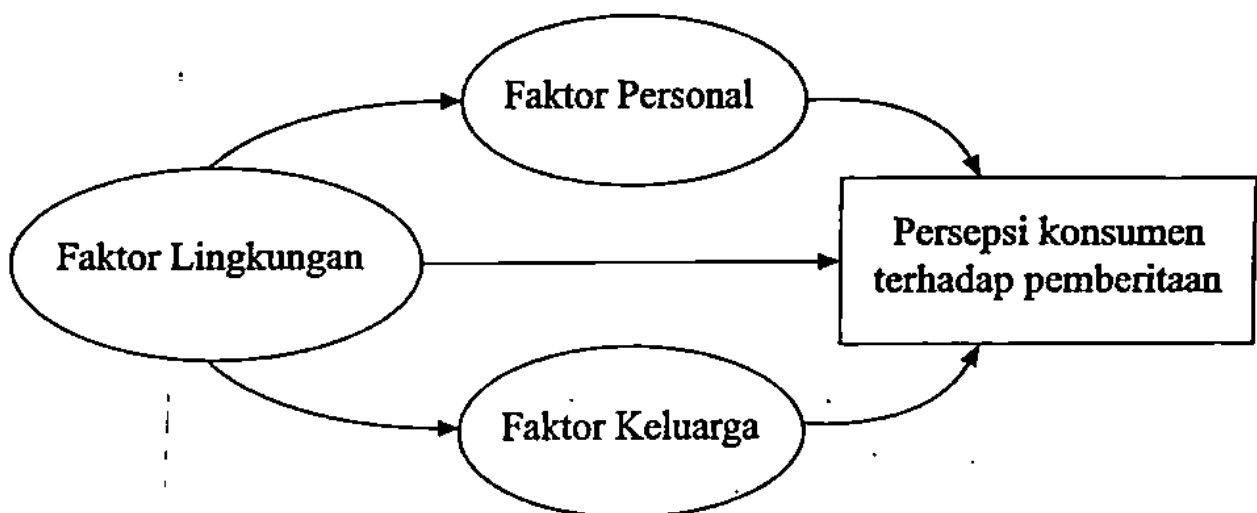 Faktor Personal
Faktor Lingkungan
Persepsi konsumen
terhadap pemberitaan
Faktor Keluarga